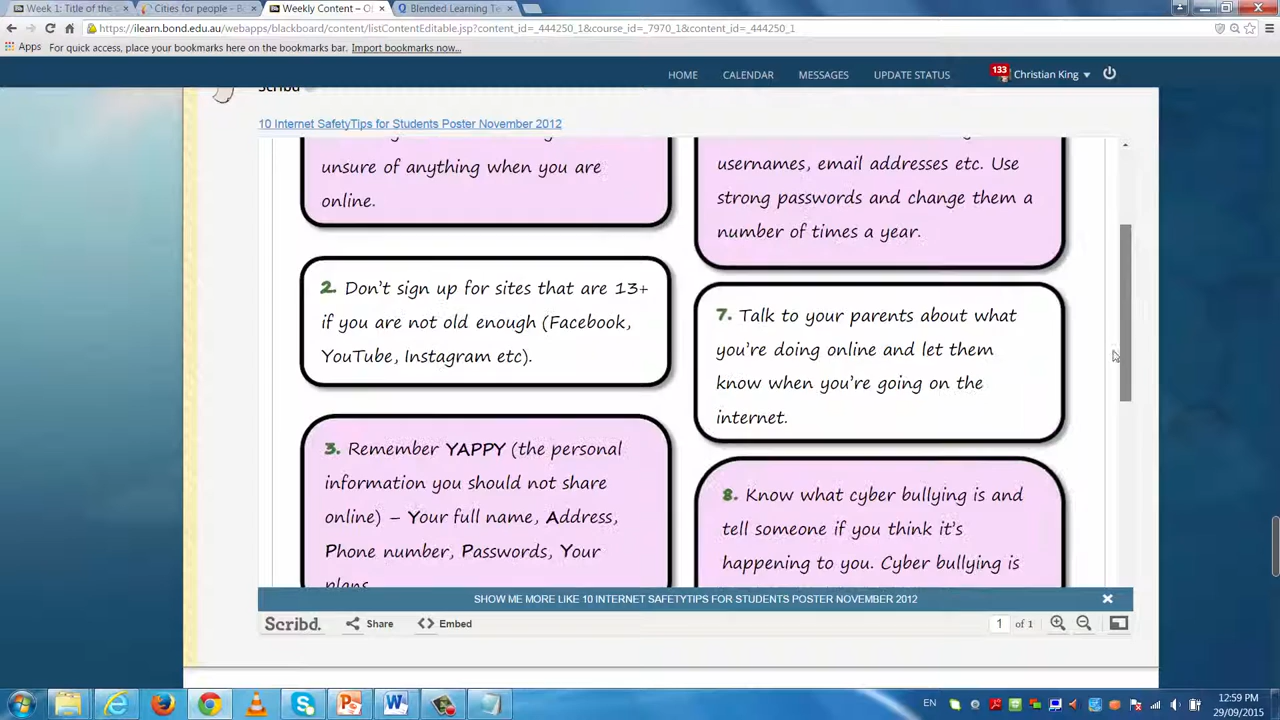 Week 1: Title of the
Cities for people - B
Weekly Content – O
Blended Learning Te
https://ilearn.bond.edu.au/webapps/blackboard/content/listContentEditable.jsp?content_id=_444250_1&course_id=_7970_1&content_id=_444250_1
Apps For quick access, place your bookmarks here on the bookmarks bar. Import bookmarks now...
HOME CALENDAR MESSAGES UPDATE STATUS 133 Christian King
Scribd
10 Internet SafetyTips for Students Poster November 2012
unsure of anything when you are
online.
usernames, email addresses etc. Use
strong passwords and change them a
number of times a year.
2. Don't sign up for sites that are 13+
if you are not old enough (Facebook,
YouTube, Instagram etc).
7. Talk to your parents about what
you're doing online and let them
know when you're going on the
internet.
3. Remember YAPPY (the personal
information you should not share
online) – Your full name, Address,
Phone number, Passwords, Your
plans
8. Know what cyber bullying is and
tell someone if you think it's
happening to you. Cyber bullying is
SHOW ME MORE LIKE 10 INTERNET SAFETYTIPS FOR STUDENTS POSTER NOVEMBER 2012
Scribd. Share Embed 1 of 1
EN 12:59 PM
29/09/2015